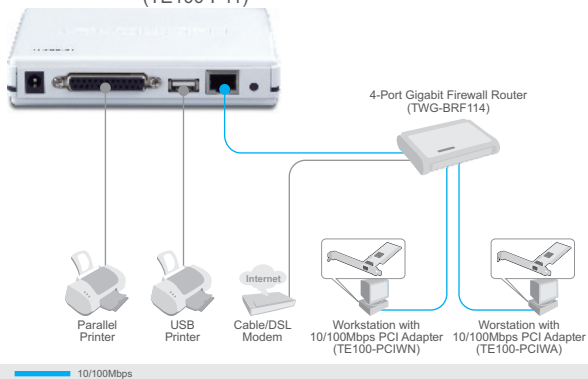 4-Port Gigabit Firewall Router
(TWG-BRF114)
Internet
Parallel
Printer
USB
Printer
Cable/DSL
Modem
Workstation with
10/100Mbps PCI Adapter
(TE100-PCIWN)
Worstation with
10/100Mbps PCI Adapter
(TE100-PCIWA)
10/100Mbps